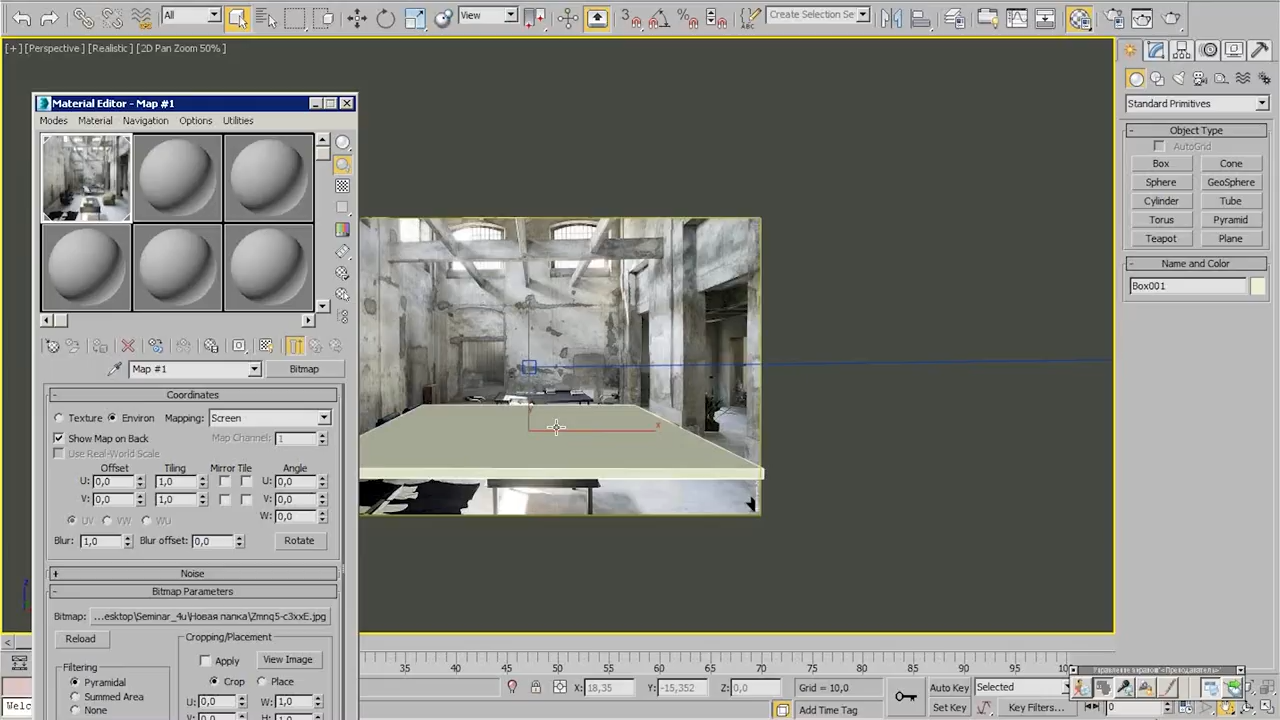 All
View
Create Selection Se
[+] [Perspective] [Realistic] [2D Pan Zoom 50%]
Material Editor - Map #1
Modes Material Navigation Options Utilities
Map #1 Bitmap
- Coordinates
Texture Environ Mapping: Screen
Show Map on Back Map Channel: 1
Use Real-World Scale
Offset Tiling Mirror Tile Angle
U: 0,0 1,0 U: 0,0
V: 0,0 1,0 V: 0,0
W: 0,0
UV VW WU
Blur: 1,0 Blur offset: 0,0 Rotate
+ Noise
- Bitmap Parameters
Bitmap: ...esktop\Seminar_4u\Новая папка\Zmnq5-c3xxE.jpg
Reload
Cropping/Placement
Apply View Image
Filtering
Pyramidal
Summed Area
None
Crop Place
U: 0,0 W: 1,0
V: 0,0 H: 1,0
x
Standard Primitives
- Object Type
AutoGrid
Box Cone
Sphere GeoSphere
Cylinder Tube
Torus Pyramid
Teapot Plane
- Name and Color
Box001
35 40 45 50 55 60 65 70 75 80 85 90 95 100
Welc
X: 18,35 Y: -15,352 Z: 0,0 Grid = 10,0
Add Time Tag
Auto Key Selected
Set Key Key Filters...
0